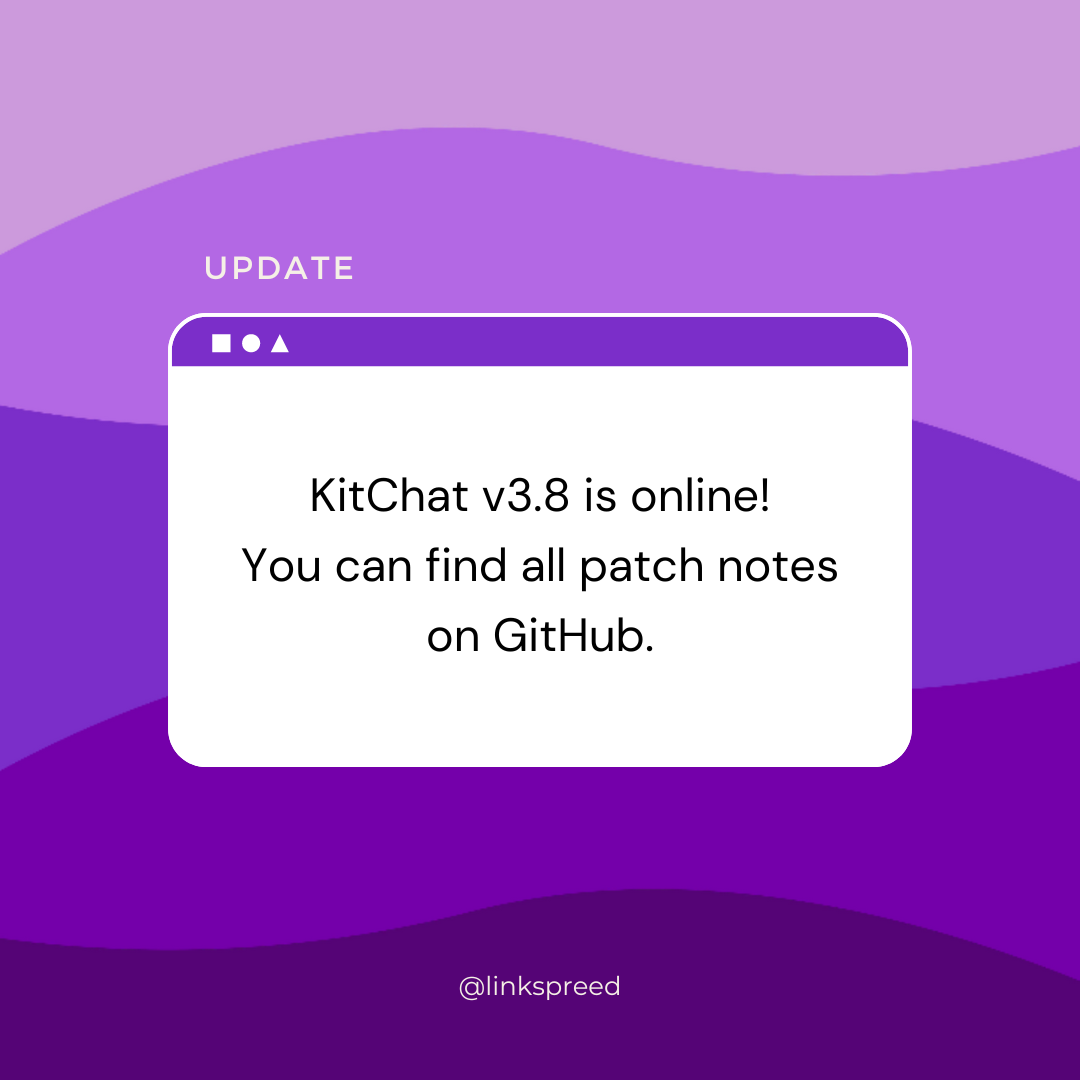 UPDATE
KitChat v3.8 is online!
You can find all patch notes
on GitHub.
@linkspreed